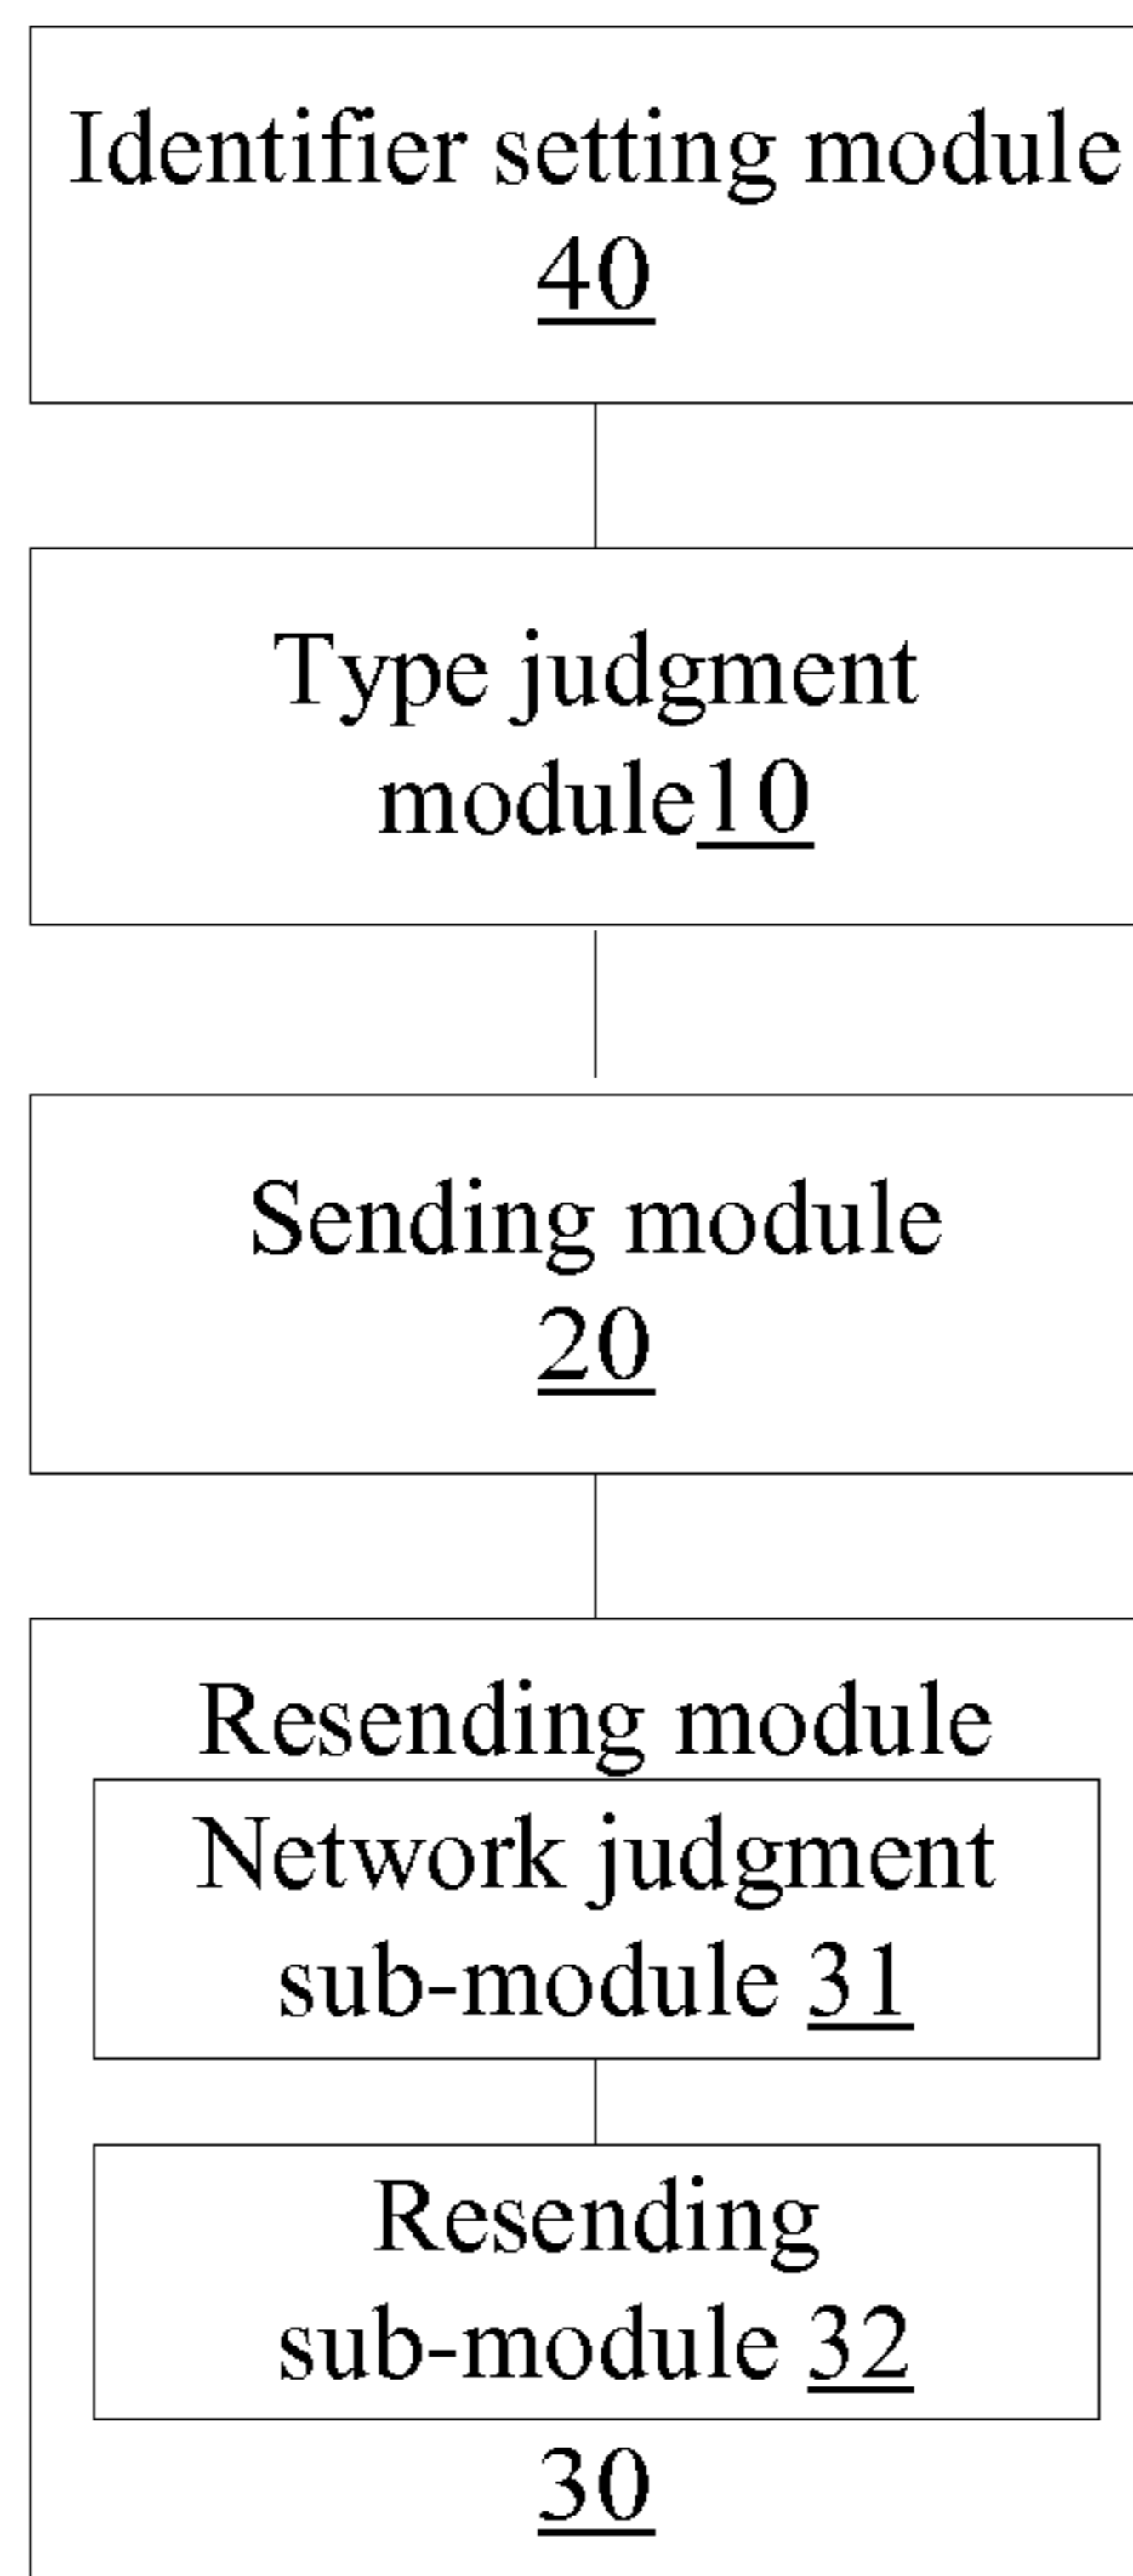 Identifier setting module
40
Type judgment
module10
Sending module
20
Resending module
Network judgment
sub-module 31
Resending
sub-module 32
30